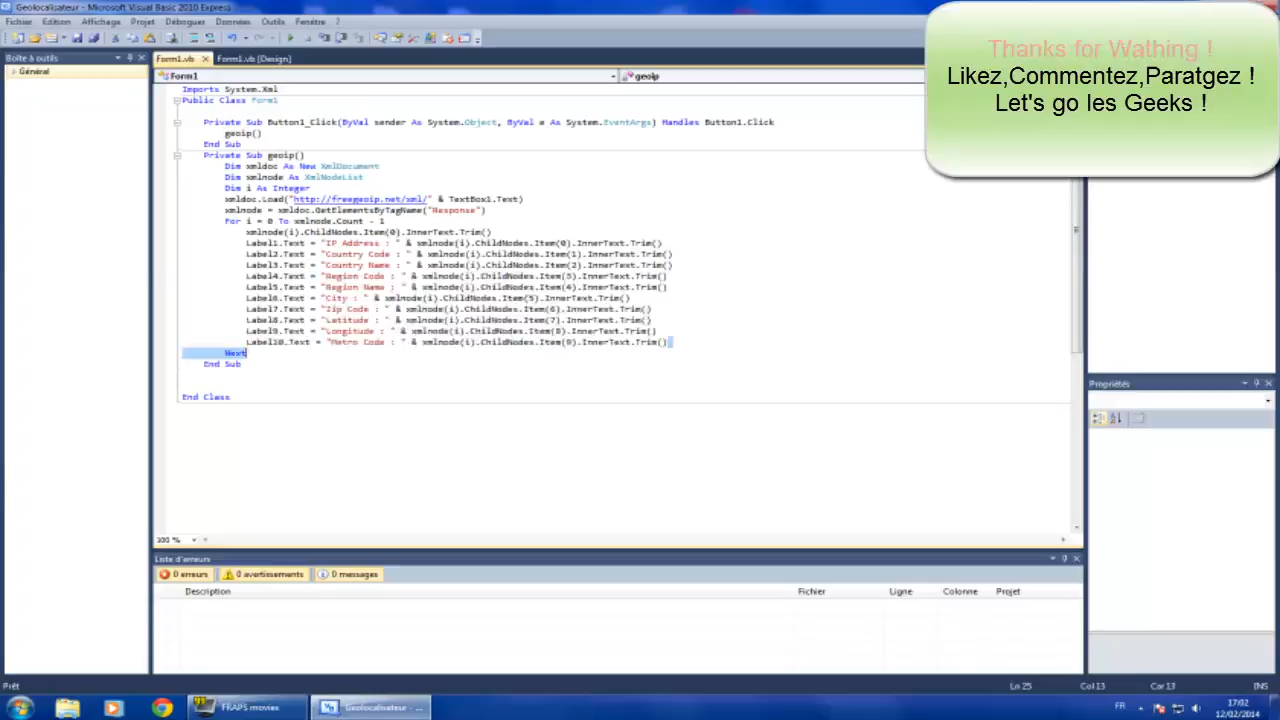 Geolocalisateur - Microsoft Visual Basic 2010 Express
Fichier Edition Affichage Projet Déboguer Données Outils Fenêtre ?
Boîte à outils
Général
Form1.vb Form1.vb [Design]
Form1 geoip
Imports System.Xml
Public Class Form1
Private Sub Button1_Click(ByVal sender As System.Object, ByVal e As System.EventArgs) Handles Button1.Click
geoip()
End Sub
Private Sub geoip()
Dim xmldoc As New XmlDocument
Dim xmlnode As XmlNodeList
Dim i As Integer
xmldoc.Load("http://freegeoip.net/xml/" & TextBox1.Text)
xmlnode = xmldoc.GetElementsByTagName("Response")
For i = 0 To xmlnode.Count - 1
xmlnode(i).ChildNodes.Item(0).InnerText.Trim()
Label1.Text = "IP Address : " & xmlnode(i).ChildNodes.Item(0).InnerText.Trim()
Label2.Text = "Country Code : " & xmlnode(i).ChildNodes.Item(1).InnerText.Trim()
Label3.Text = "Country Name : " & xmlnode(i).ChildNodes.Item(2).InnerText.Trim()
Label4.Text = "Region Code : " & xmlnode(i).ChildNodes.Item(3).InnerText.Trim()
Label5.Text = "Region Name : " & xmlnode(i).ChildNodes.Item(4).InnerText.Trim()
Label6.Text = "City : " & xmlnode(i).ChildNodes.Item(5).InnerText.Trim()
Label7.Text = "Iip Code : " & xmlnode(i).ChildNodes.Item(6).InnerText.Trim()
Label8.Text = "Latitude : " & xmlnode(i).ChildNodes.Item(7).InnerText.Trim()
Label9.Text = "Longitude : " & xmlnode(i).ChildNodes.Item(8).InnerText.Trim()
Label10.Text = "Metro Code : " & xmlnode(i).ChildNodes.Item(9).InnerText.Trim()
Next
End Sub
End Class
Thanks for Wathing !
Likez,Commentez,Paratgez !
Let's go les Geeks !
Propriétés
100 %
Liste d'erreurs
0 erreurs 0 avertissements 0 messages
Description Fichier Ligne Colonne Projet
Prêt Ln 25 Col 13 Car 13 INS
FRAPS movies Geolocalisateur - ... FR 17:02
12/02/2014